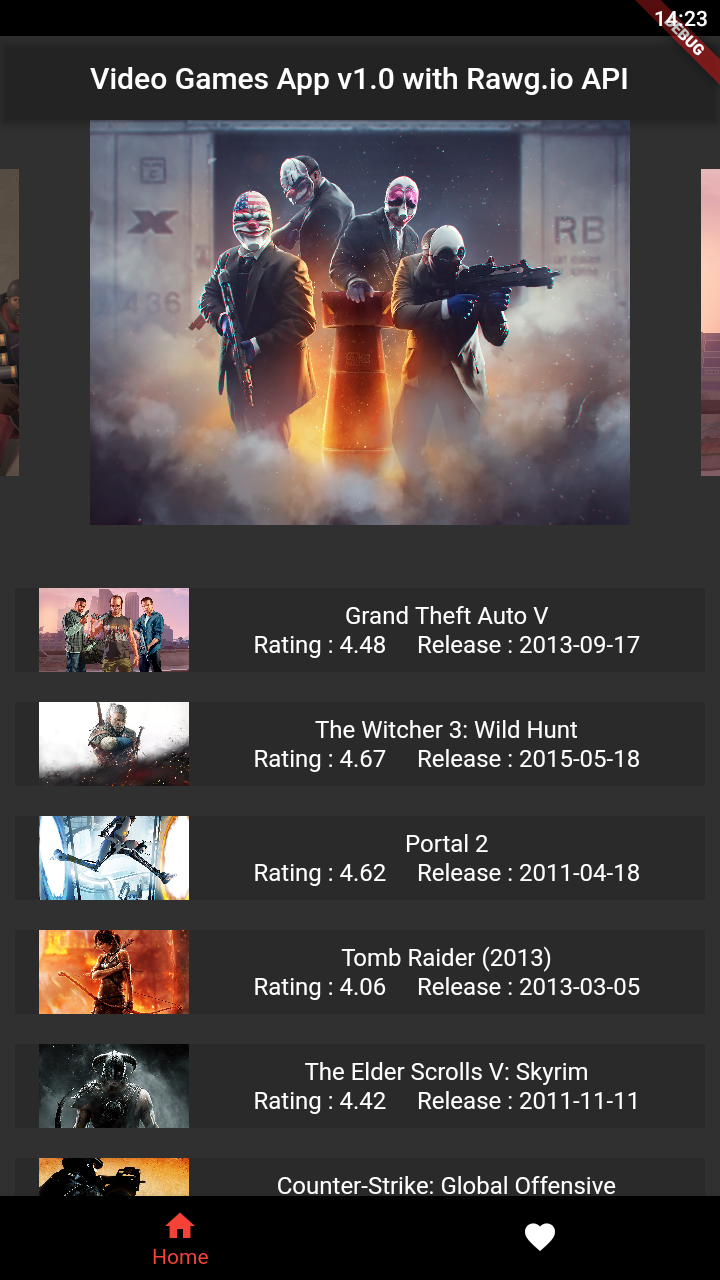 14:23
DEBUG
Video Games App v1.0 with Rawg.io API
X
RB
436
Grand Theft Auto V
Rating : 4.48 Release : 2013-09-17
The Witcher 3: Wild Hunt
Rating : 4.67 Release : 2015-05-18
Portal 2
Rating : 4.62 Release : 2011-04-18
Tomb Raider (2013)
Rating : 4.06 Release : 2013-03-05
The Elder Scrolls V: Skyrim
Rating : 4.42 Release : 2011-11-11
Counter-Strike: Global Offensive
Home